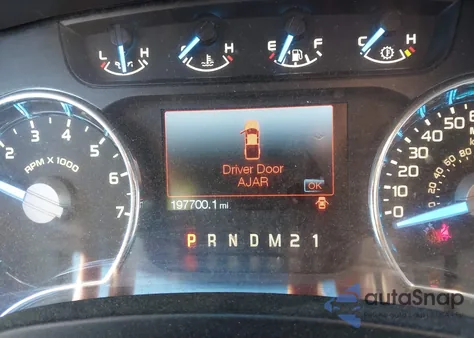 L H
C H
E F
C H
2 3 4 5 6 7
RPM X 1000
60
50
40
30
20
10
0
Driver Door
AJAR
OK
197700.1 mi
P R N D M 2 1
autoSnap